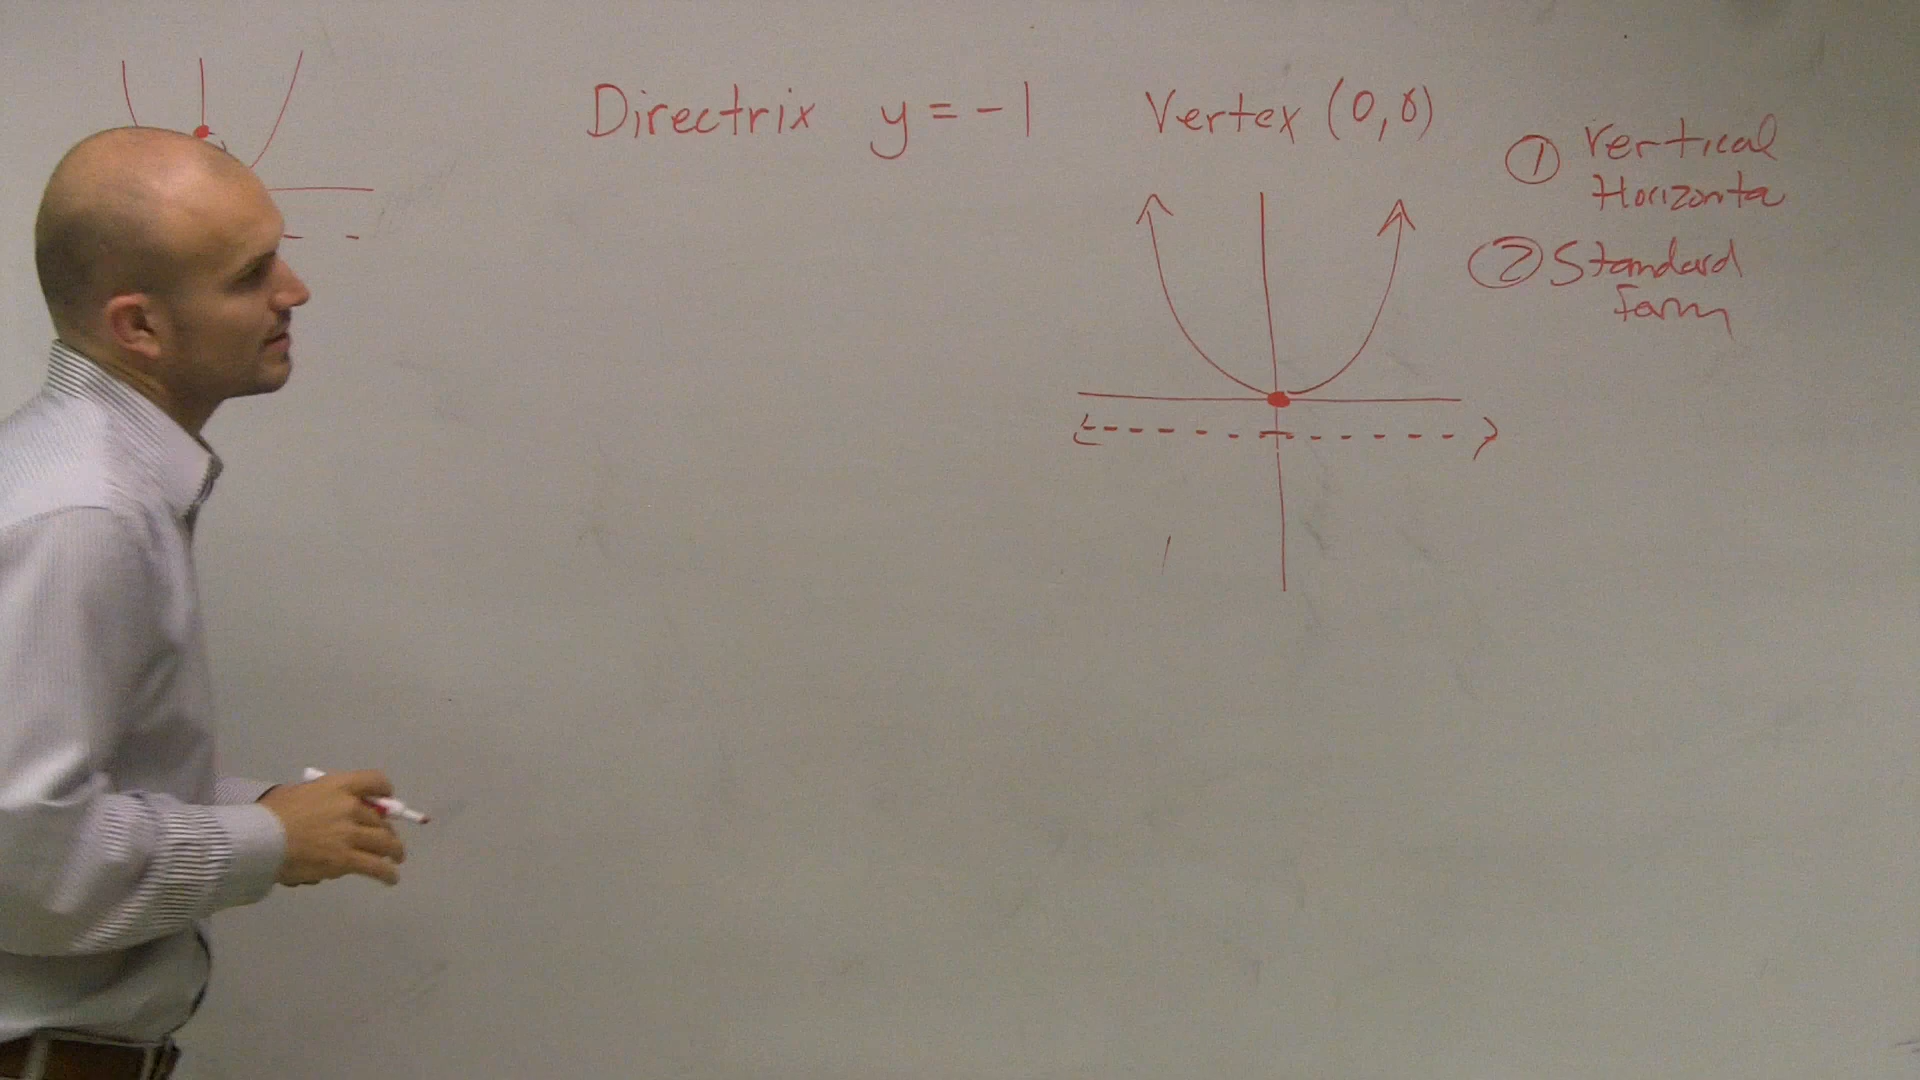 Directrix y = -1 Vertex (0,0)
① Vertical
Horizonta
② Standard
Form